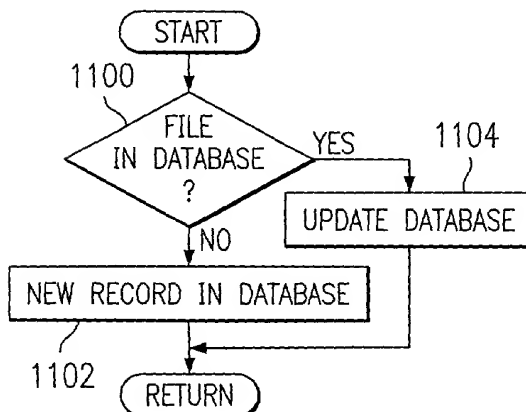 START
1100
FILE
IN DATABASE
?
YES
1104
UPDATE DATABASE
NO
NEW RECORD IN DATABASE
1102
RETURN